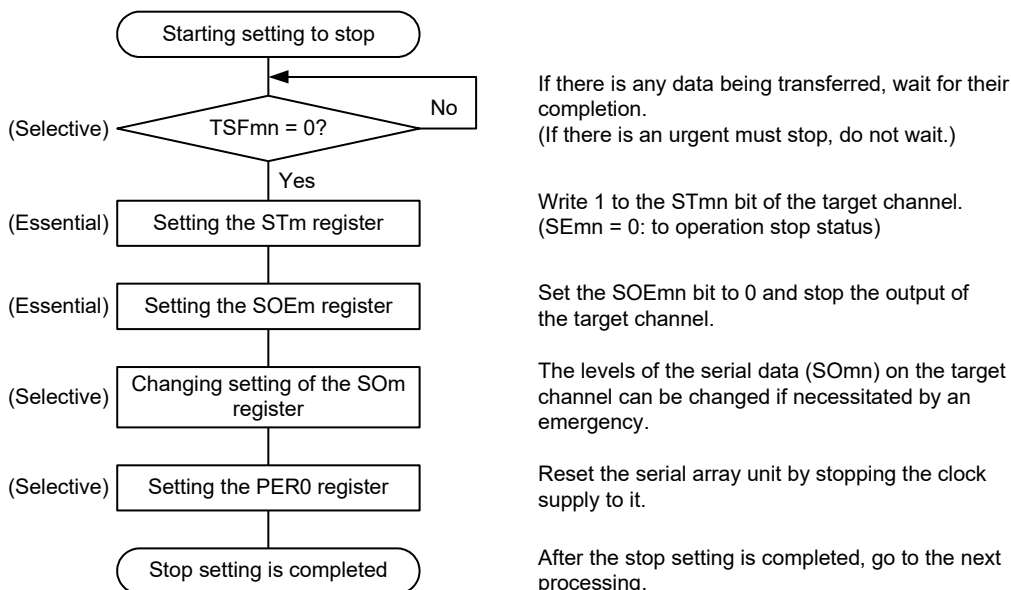 Starting setting to stop
If there is any data being transferred, wait for their
completion.
(If there is an urgent must stop, do not wait.)
(Selective)
TSFmn = 0?
No
Yes
(Essential)
Setting the STm register
Write 1 to the STmn bit of the target channel.
(SEmn = 0: to operation stop status)
(Essential)
Setting the SOEm register
Set the SOEmn bit to 0 and stop the output of
the target channel.
(Selective)
Changing setting of the SOm
register
The levels of the serial data (SOmn) on the target
channel can be changed if necessitated by an
emergency.
(Selective)
Setting the PER0 register
Reset the serial array unit by stopping the clock
supply to it.
Stop setting is completed
After the stop setting is completed, go to the next
processing.